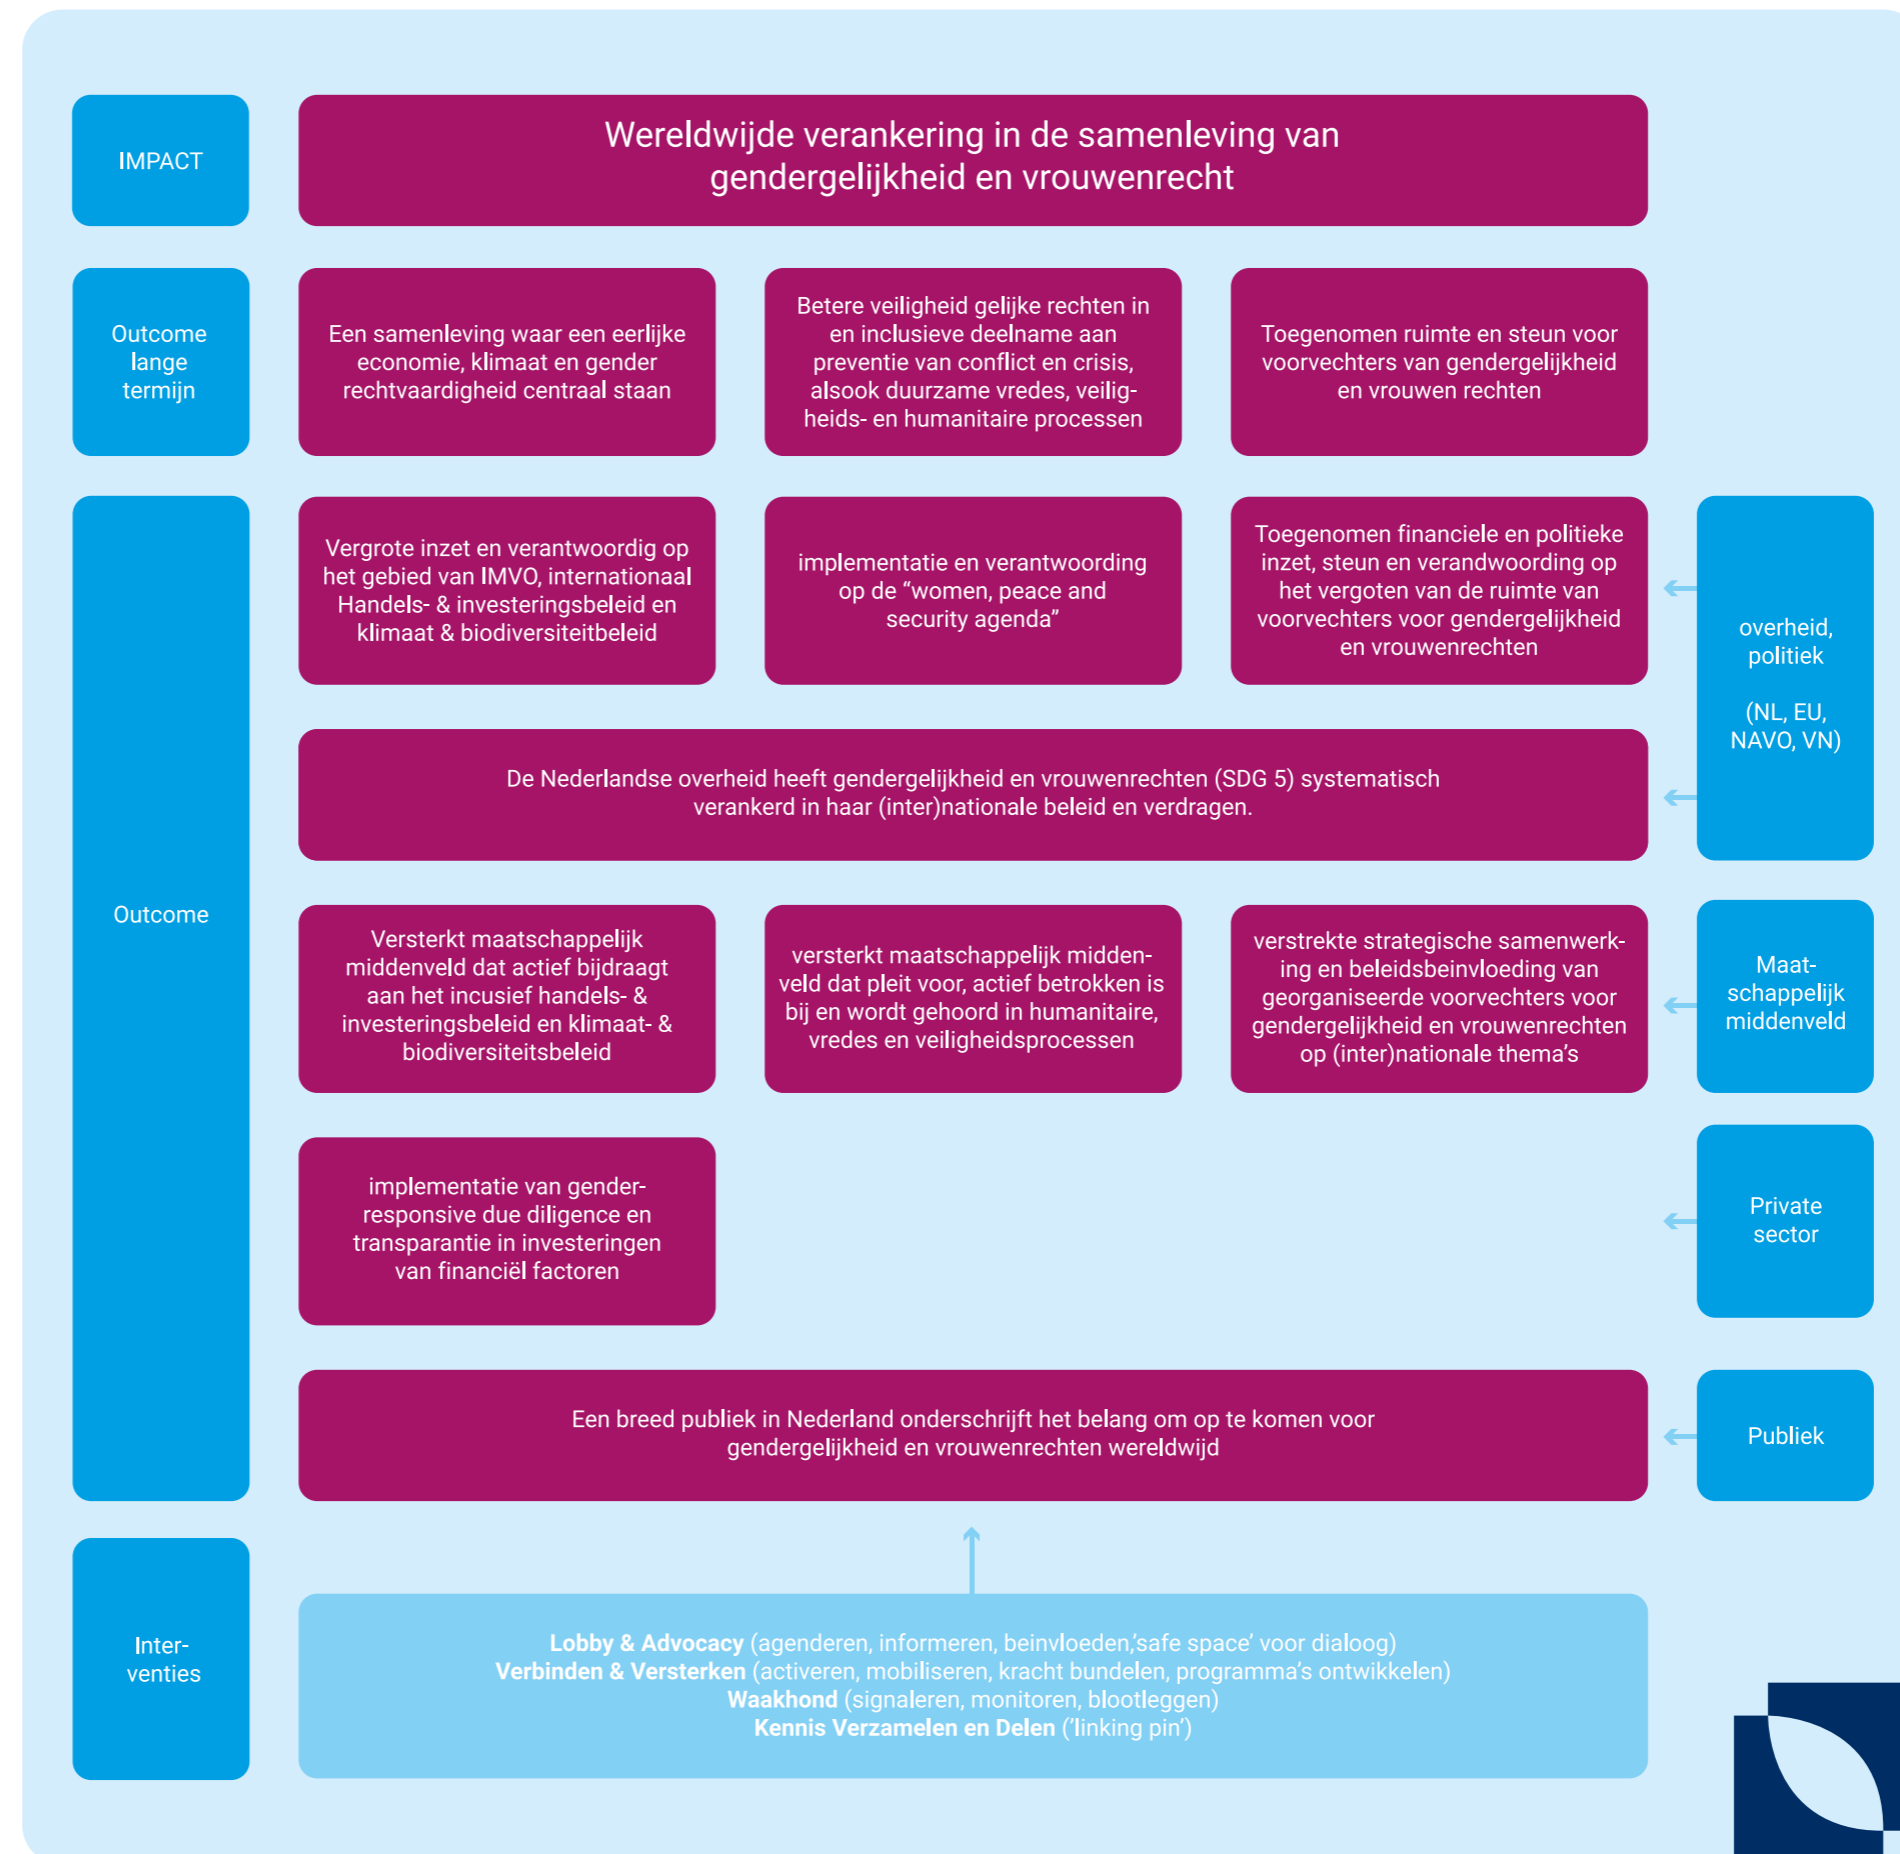 IMPACT
Wereldwijde verankering in de samenleving van
gendergelijkheid en vrouwenrecht
Outcome
lange
termijn
Een samenleving waar een eerlijke
economie, klimaat en gender
rechtvaardigheid centraal staan
Betere veiligheid gelijke rechten in
en inclusieve deelname aan
preventie van conflict en crisis,
alsook duurzame vredes, veilig-
heids- en humanitaire processen
Toegenomen ruimte en steun voor
voorvechters van gendergelijkheid
en vrouwen rechten
Outcome
Vergrote inzet en verantwoordig op
het gebied van IMVO, internationaal
Handels- & investeringsbeleid en
klimaat & biodiversiteitbeleid
implementatie en verantwoording
op de “women, peace and
security agenda”
Toegenomen financiele en politieke
inzet, steun en verandwoording op
het vergoten van de ruimte van
voorvechters voor gendergelijkheid
en vrouwenrechten
overheid,
politiek
(NL, EU,
NAVO, VN)
De Nederlandse overheid heeft gendergelijkheid en vrouwenrechten (SDG 5) systematisch
verankerd in haar (inter)nationale beleid en verdragen.
Versterkt maatschappelijk
middenveld dat actief bijdraagt
aan het incusief handels- &
investeringsbeleid en klimaat- &
biodiversiteitsbeleid
versterkt maatschappelijk midden-
veld dat pleit voor, actief betrokken is
bij en wordt gehoord in humanitaire,
vredes en veiligheidsprocessen
verstrekte strategische samenwerk-
ing en beleidsbeinvloeding van
georganiseerde voorvechters voor
gendergelijkheid en vrouwenrechten
op (inter)nationale thema’s
Maat-
schappelijk
middenveld
implementatie van gender-
responsive due diligence en
transparantie in investeringen
van financiël factoren
Private
sector
Een breed publiek in Nederland onderschrijft het belang om op te komen voor
gendergelijkheid en vrouwenrechten wereldwijd
Publiek
Inter-
venties
Lobby & Advocacy (agenderen, informeren, beinvloeden,’safe space’ voor dialoog)
Verbinden & Versterken (activeren, mobiliseren, kracht bundelen, programma’s ontwikkelen)
Waakhond (signaleren, monitoren, blootleggen)
Kennis Verzamelen en Delen (’linking pin’)